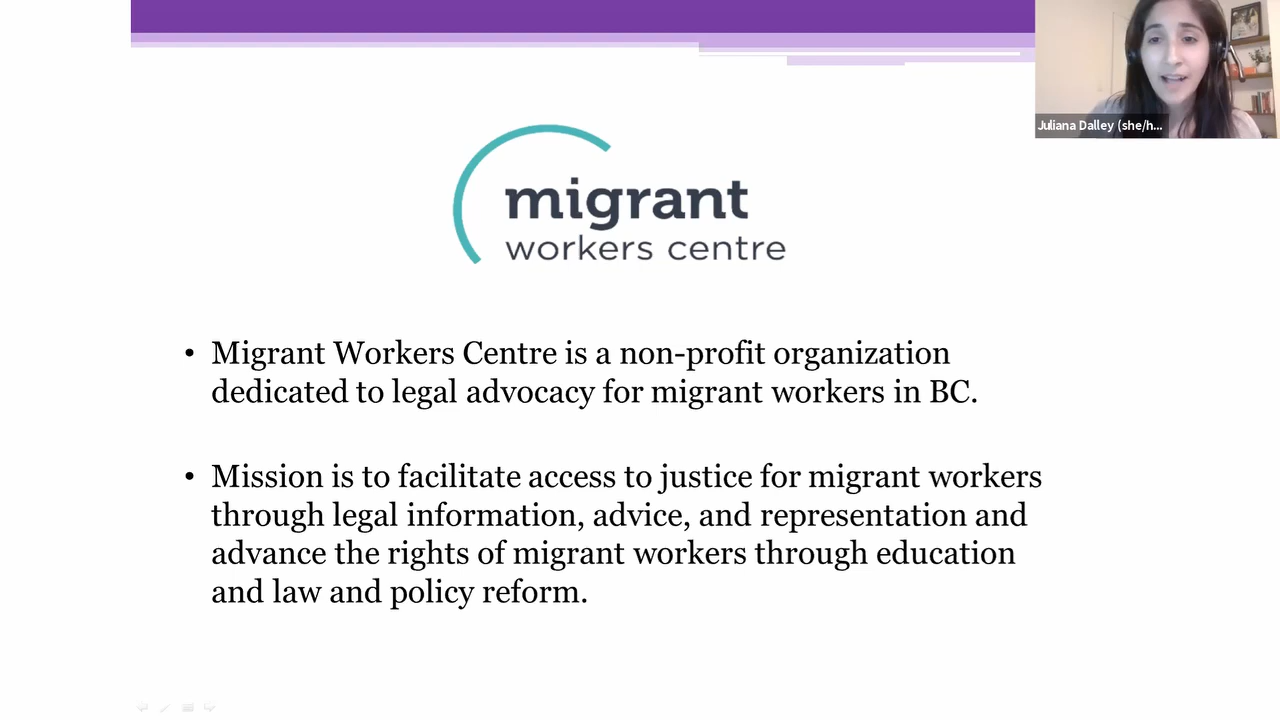 Juliana Dalley (she/h...
migrant
workers centre
• Migrant Workers Centre is a non-profit organization
dedicated to legal advocacy for migrant workers in BC.
• Mission is to facilitate access to justice for migrant workers
through legal information, advice, and representation and
advance the rights of migrant workers through education
and law and policy reform.